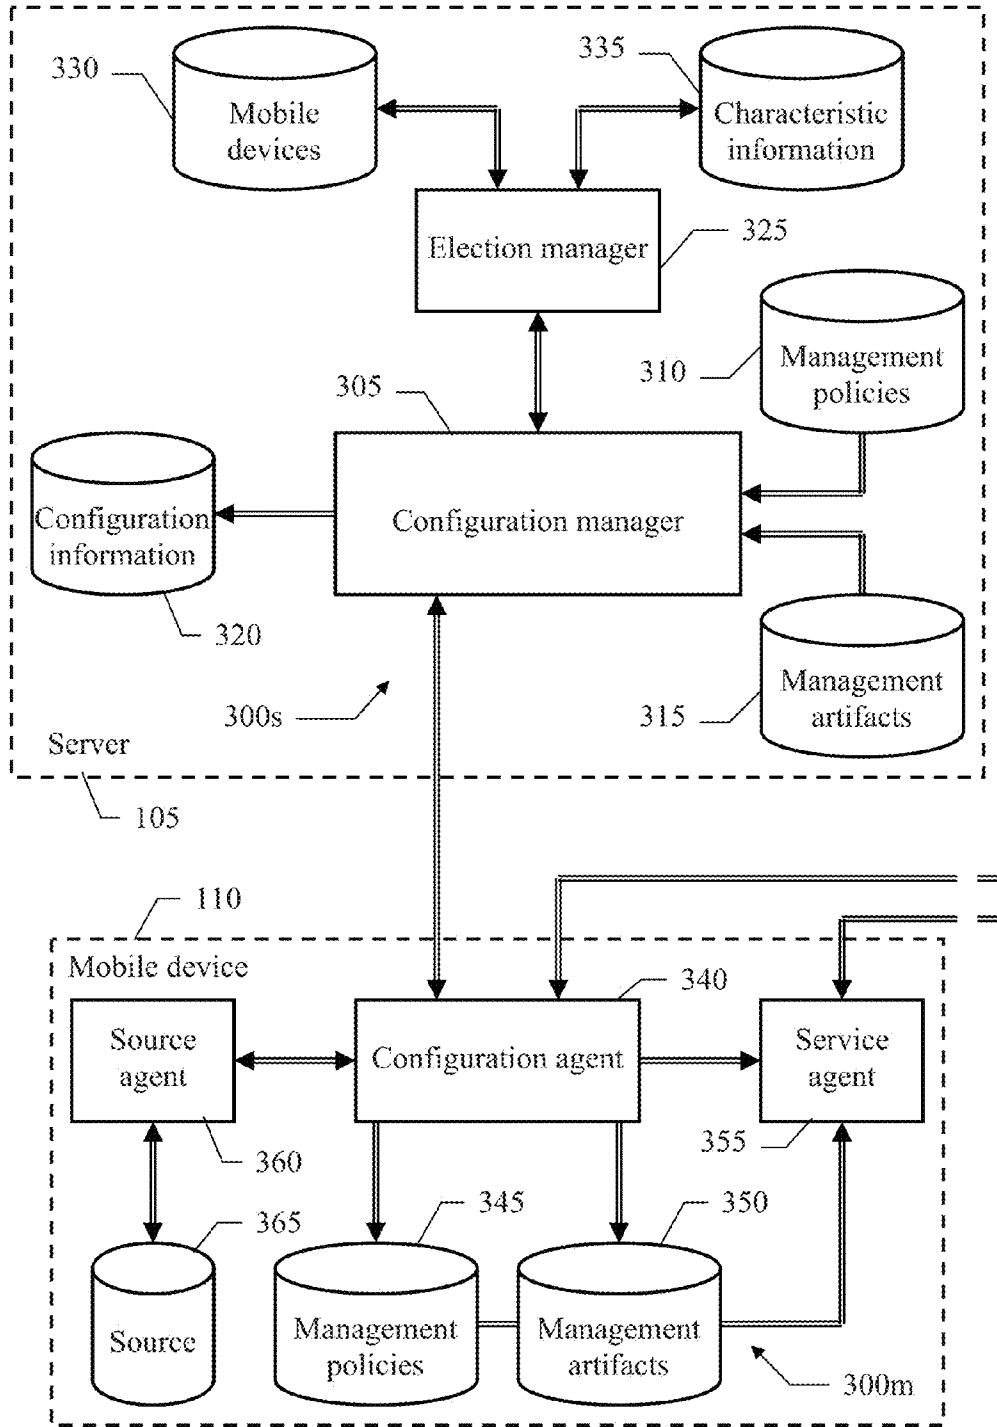 330
Mobile
devices
335
Characteristic
information
Election manager
325
Management
policies
310
305
Configuration
information
Configuration manager
320
300s
Management
artifacts
315
Server
105
110
Mobile device
340
Source
agent
Configuration agent
Service
agent
360
355
365
345
350
Source
Management
policies
Management
artifacts
300m